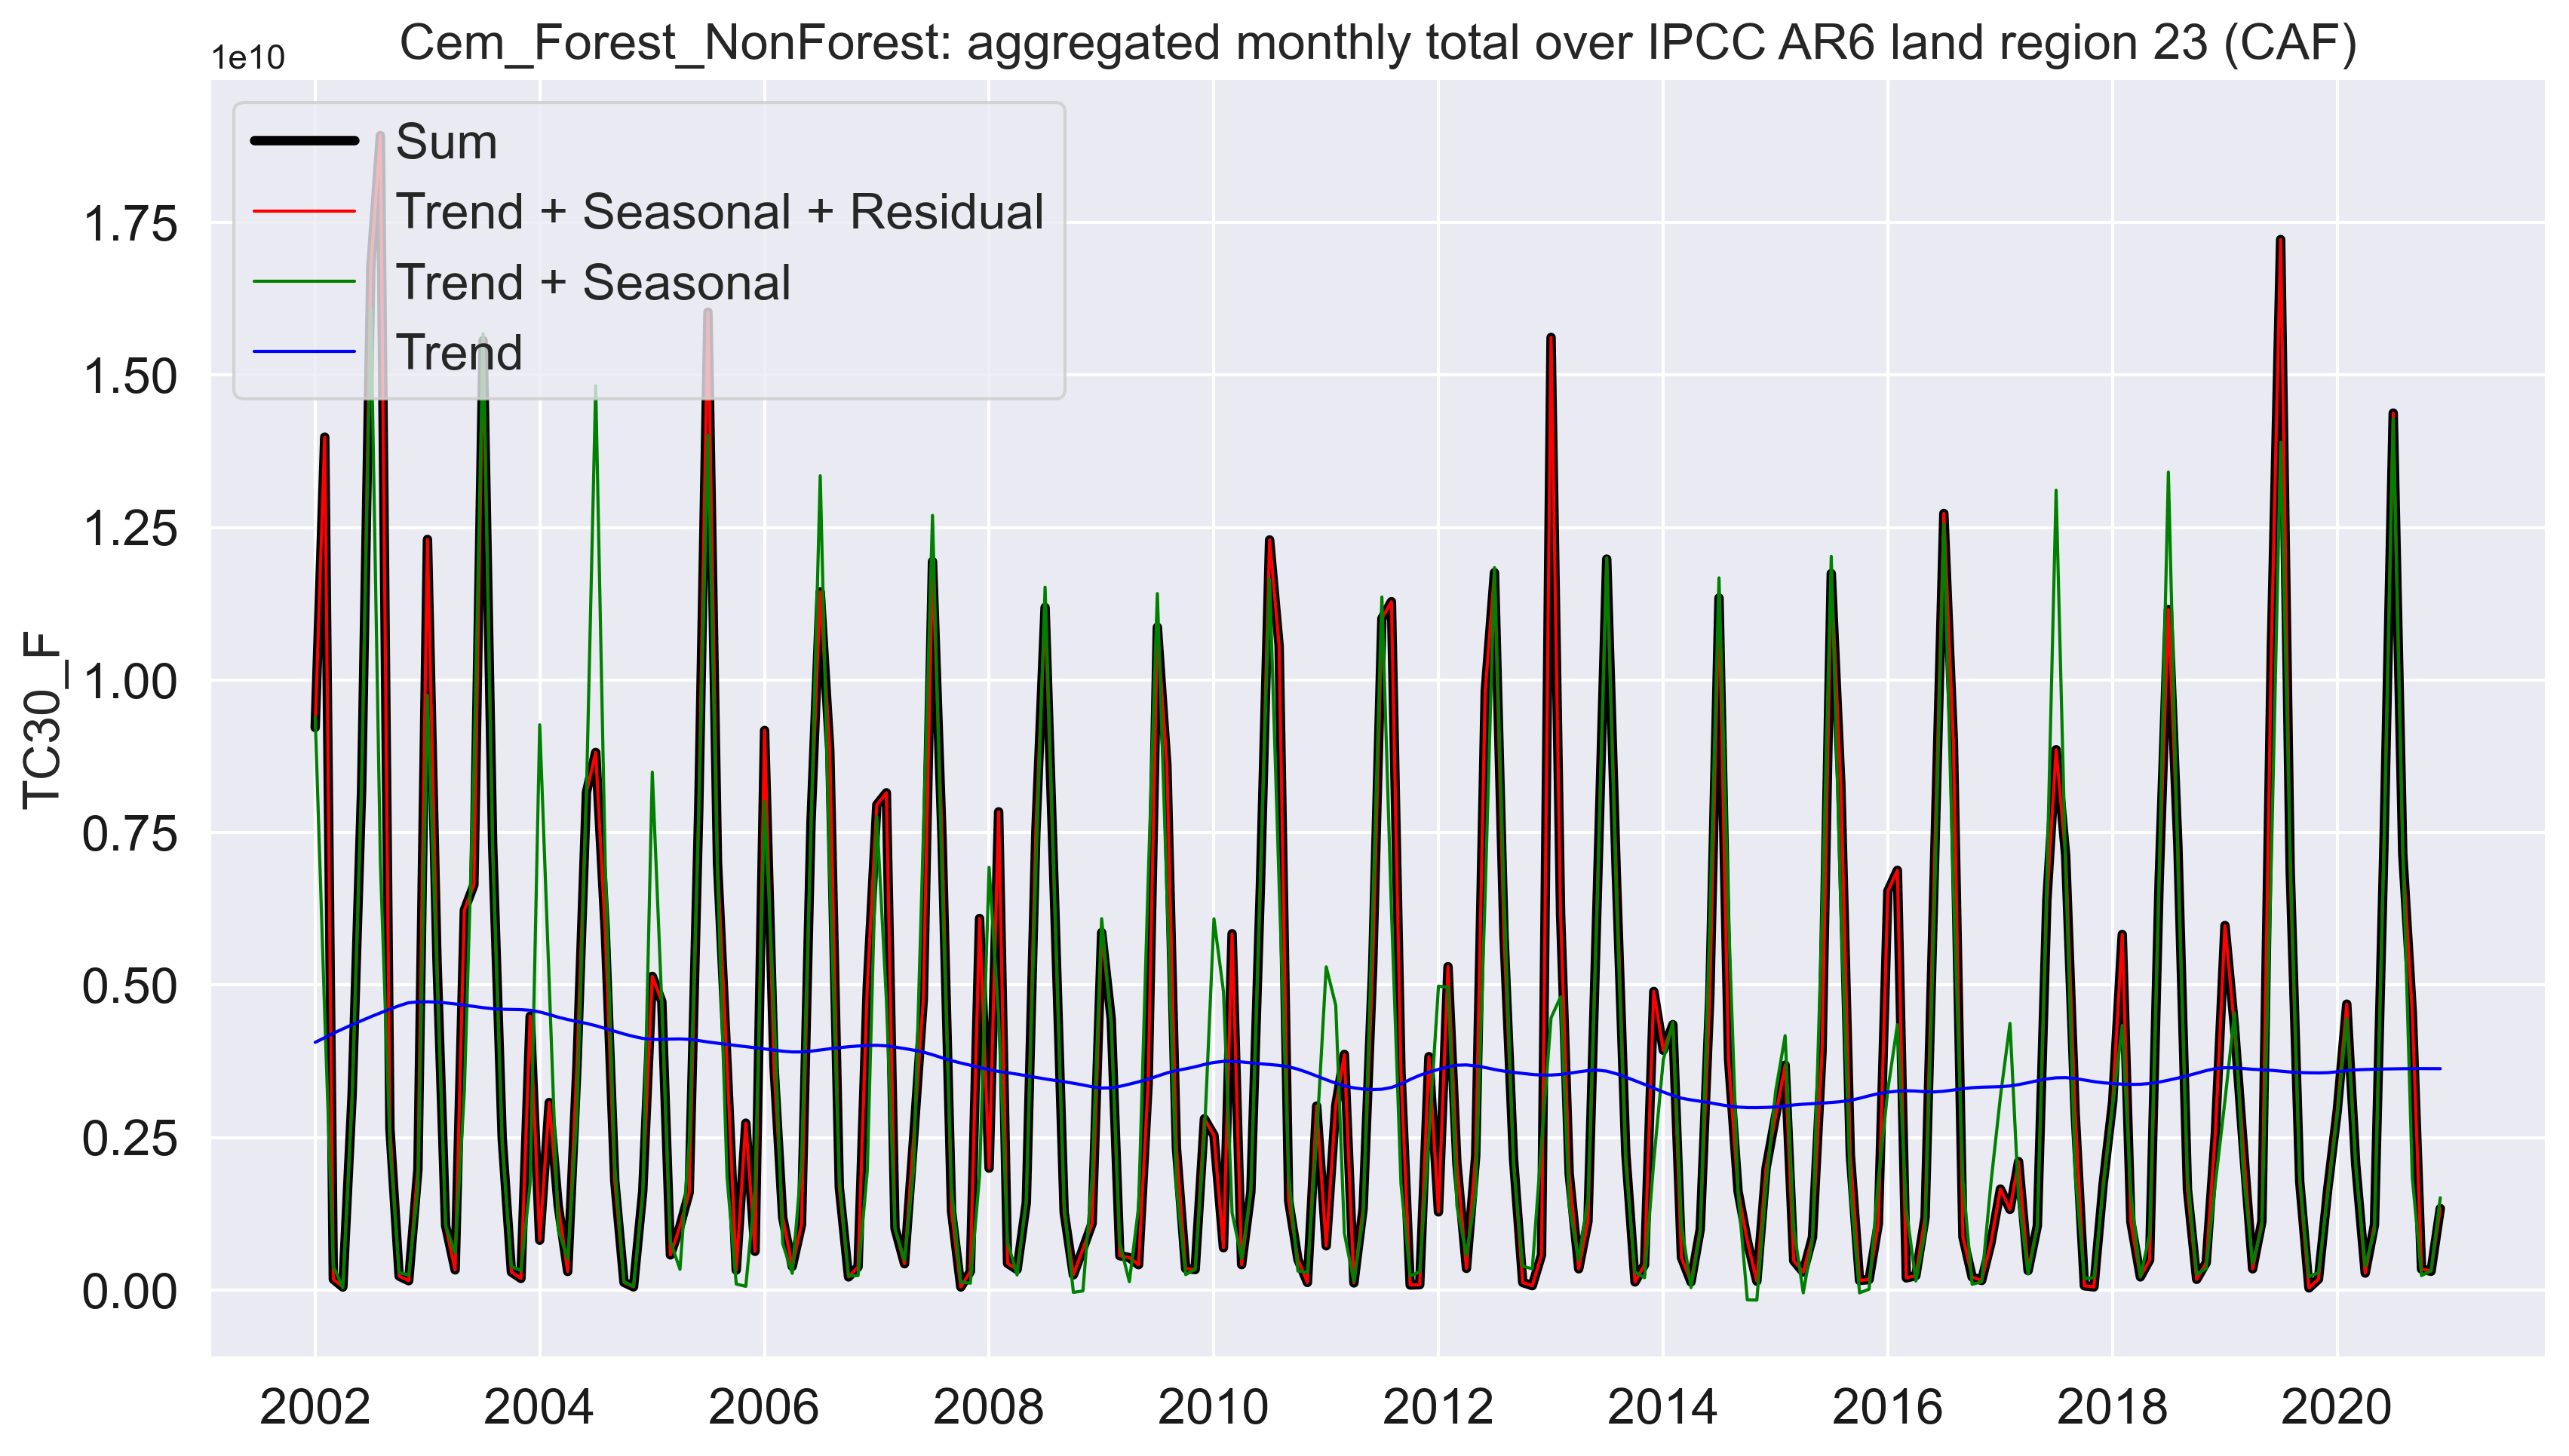 Cem_Forest_NonForest: aggregated monthly total over IPCC AR6 land region 23 (CAF)
1e10
Sum
Trend + Seasonal + Residual
Trend + Seasonal
Trend
TC30_F
1.75
1.50
1.25
1.00
0.75
0.50
0.25
0.00
2002 2004 2006 2008 2010 2012 2014 2016 2018 2020